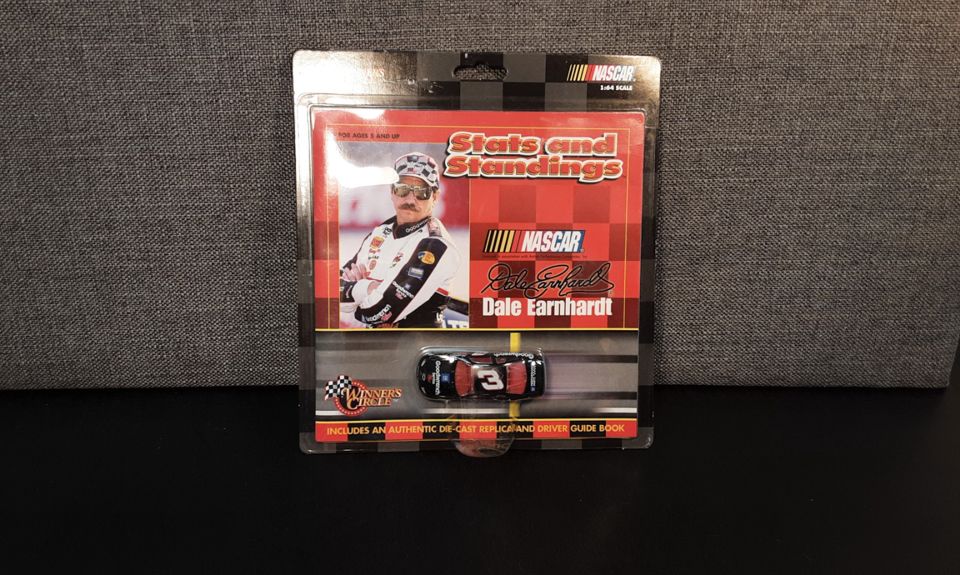 NASCAR
1:64 SCALE
FOR AGES 5 AND UP
Stats and
Standings
NASCAR
Dale Earnhardt
Dale Earnhardt
Goodwrench
3
WINNER'S
CIRCLE
INCLUDES AN AUTHENTIC DIE-CAST REPLICA AND DRIVER GUIDE BOOK